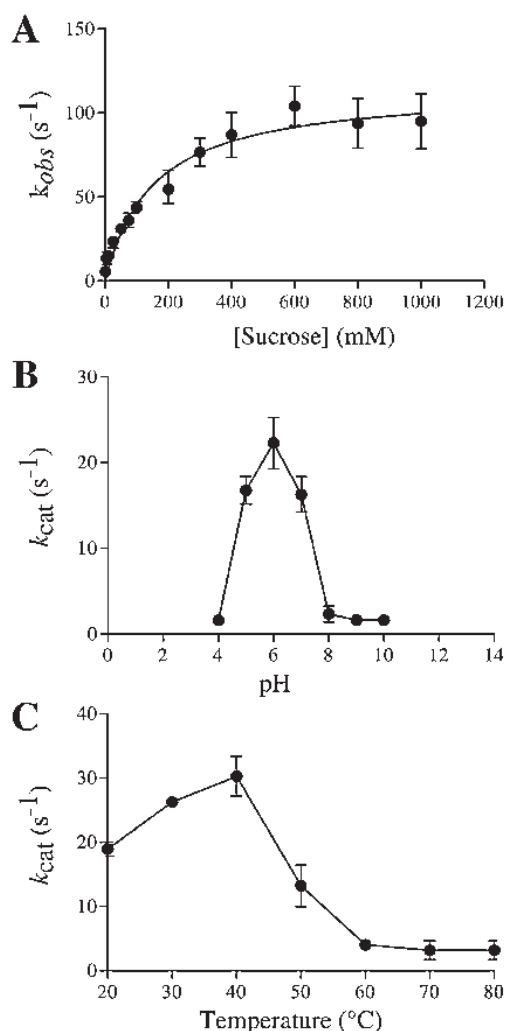 A
150
100
50
0
k_obs (s⁻¹)
0 200 400 600 800 1000 1200
[Sucrose] (mM)
B
30
20
10
0
k_cat (s⁻¹)
0 2 4 6 8 10 12 14
pH
C
40
30
20
10
0
k_cat (s⁻¹)
20 30 40 50 60 70 80
Temperature (°C)